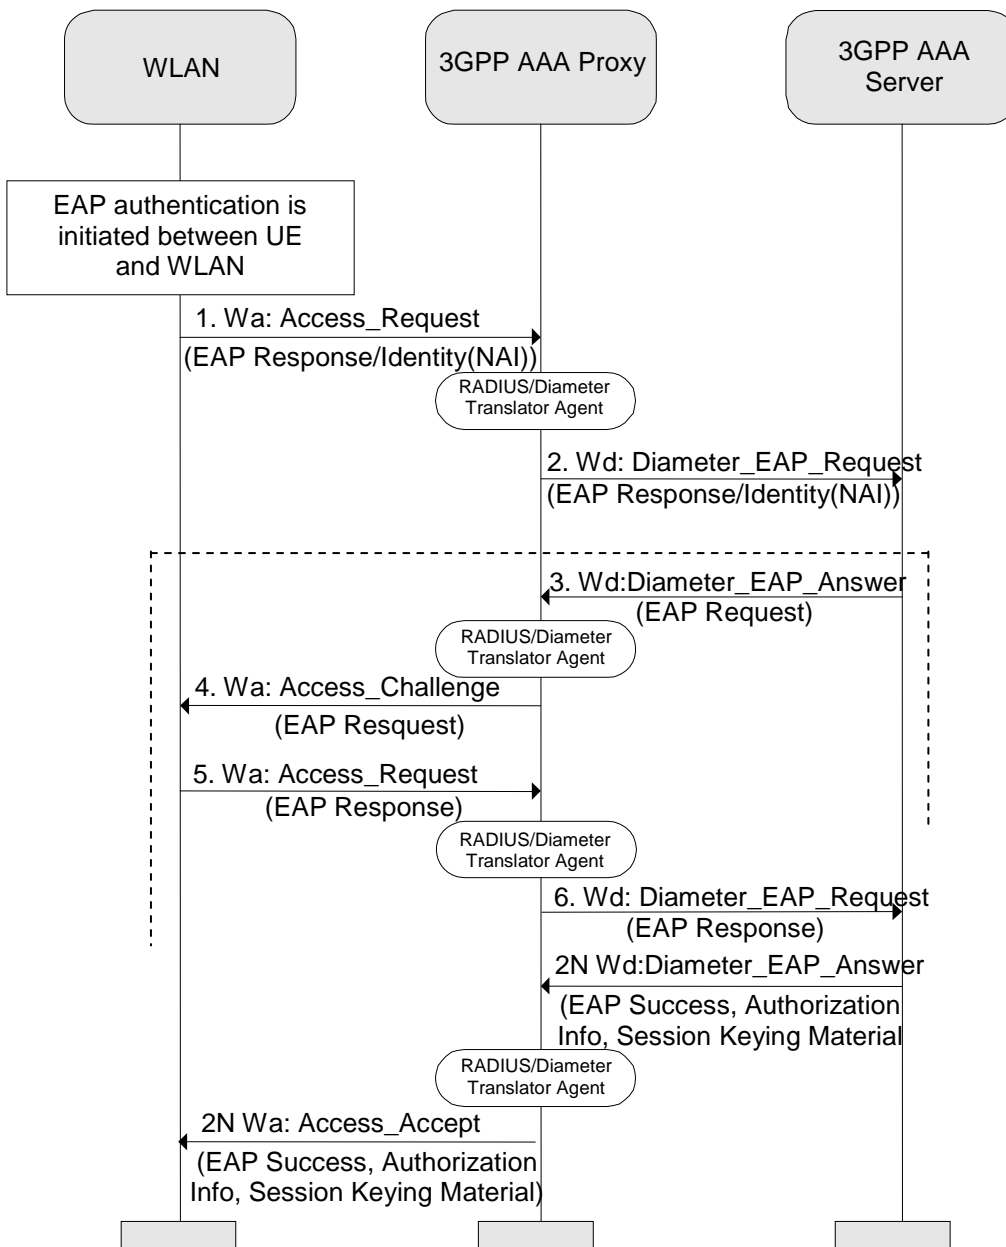 WLAN
3GPP AAA Proxy
3GPP AAA
Server
EAP authentication is
initiated between UE
and WLAN
1. Wa: Access_Request
(EAP Response/Identity(NAI))
RADIUS/Diameter
Translator Agent
2. Wd: Diameter_EAP_Request
(EAP Response/Identity(NAI))
3. Wd:Diameter_EAP_Answer
(EAP Request)
RADIUS/Diameter
Translator Agent
4. Wa: Access_Challenge
(EAP Resquest)
5. Wa: Access_Request
(EAP Response)
RADIUS/Diameter
Translator Agent
6. Wd: Diameter_EAP_Request
(EAP Response)
2N Wd:Diameter_EAP_Answer
(EAP Success, Authorization
Info, Session Keying Material
RADIUS/Diameter
Translator Agent
2N Wa: Access_Accept
(EAP Success, Authorization
Info, Session Keying Material)